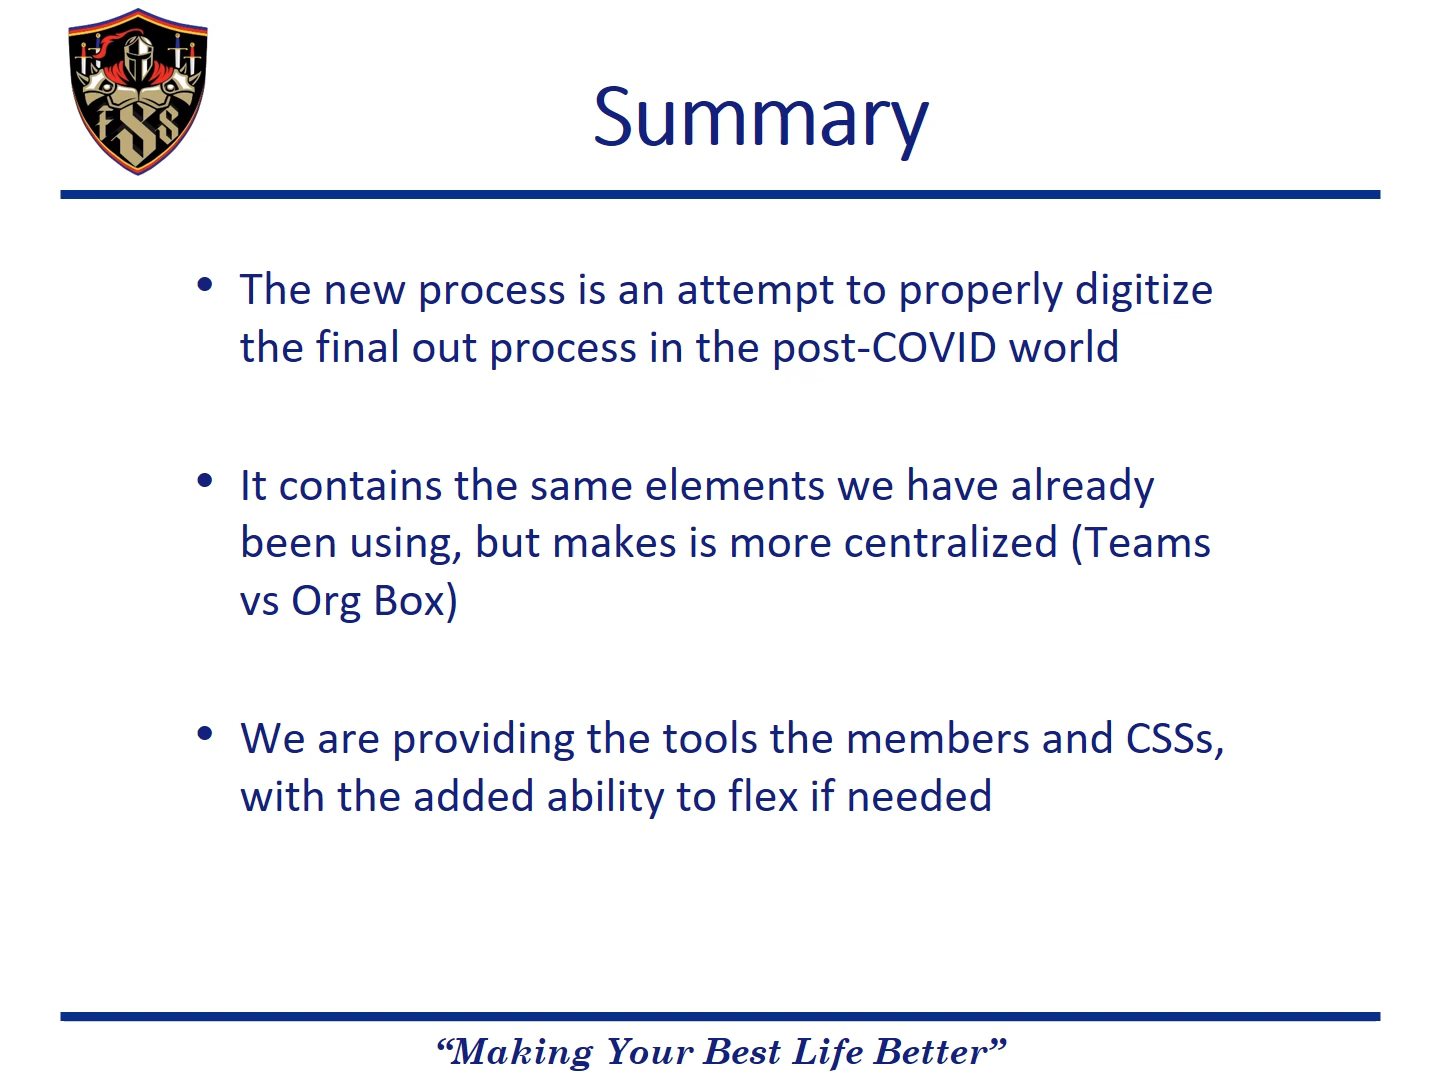 FSS
Summary
• The new process is an attempt to properly digitize
the final out process in the post-COVID world
• It contains the same elements we have already
been using, but makes is more centralized (Teams
vs Org Box)
• We are providing the tools the members and CSSs,
with the added ability to flex if needed
“Making Your Best Life Better”